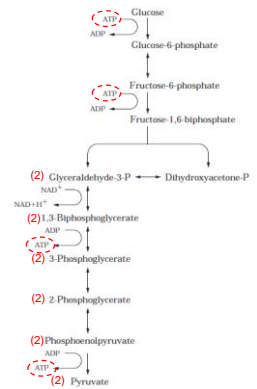 Glucose
ATP
ADP
Glucose-6-phosphate
Fructose-6-phosphate
ATP
ADP
Fructose-1,6-biphosphate
(2) Glyceraldehyde-3-P
Dihydroxyacetone-P
NAD+
NAD+H+
(2) 1,3-Biphosphoglycerate
ADP
ATP
(2) 3-Phosphoglycerate
(2) 2-Phosphoglycerate
(2) Phosphoenolpyruvate
ADP
ATP
(2) Pyruvate